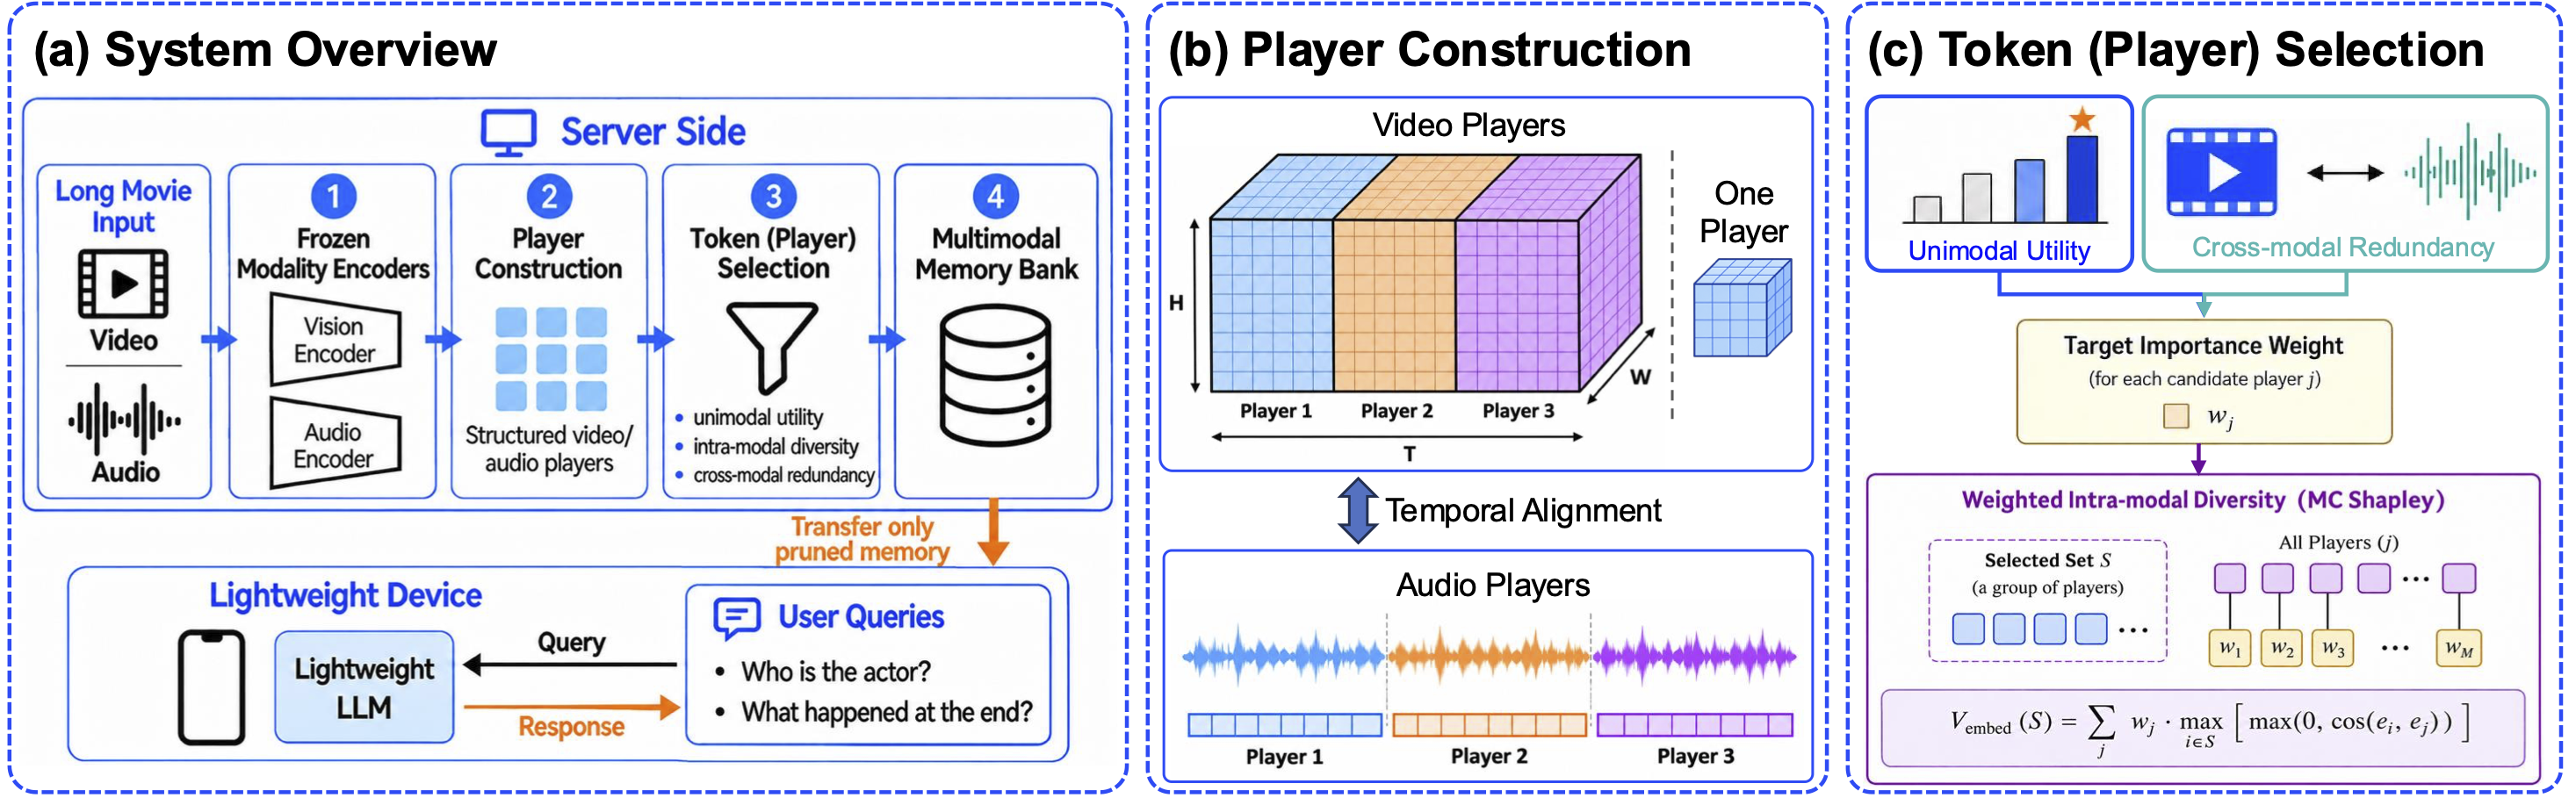 (a) System Overview
Server Side
Long Movie
Input
Video
Audio
1
Frozen
Modality Encoders
Vision
Encoder
Audio
Encoder
2
Player
Construction
Structured video/
audio players
3
Token (Player)
Selection
• unimodal utility
• intra-modal diversity
• cross-modal redundancy
4
Multimodal
Memory Bank
Transfer only
pruned memory
Lightweight Device
Lightweight
LLM
Query
Response
User Queries
• Who is the actor?
• What happened at the end?
(b) Player Construction
Video Players
H
W
Player 1 Player 2 Player 3
T
One
Player
Temporal Alignment
Audio Players
Player 1 Player 2 Player 3
(c) Token (Player) Selection
Unimodal Utility
Cross-modal Redundancy
Target Importance Weight
(for each candidate player j)
w_j
Weighted Intra-modal Diversity (MC Shapley)
Selected Set S
(a group of players)
...
All Players (j)
...
w_1 w_2 w_3 ... w_M
V_embed (S) = ∑_j w_j · max_{i∈S} [ max(0, cos(e_i, e_j)) ]